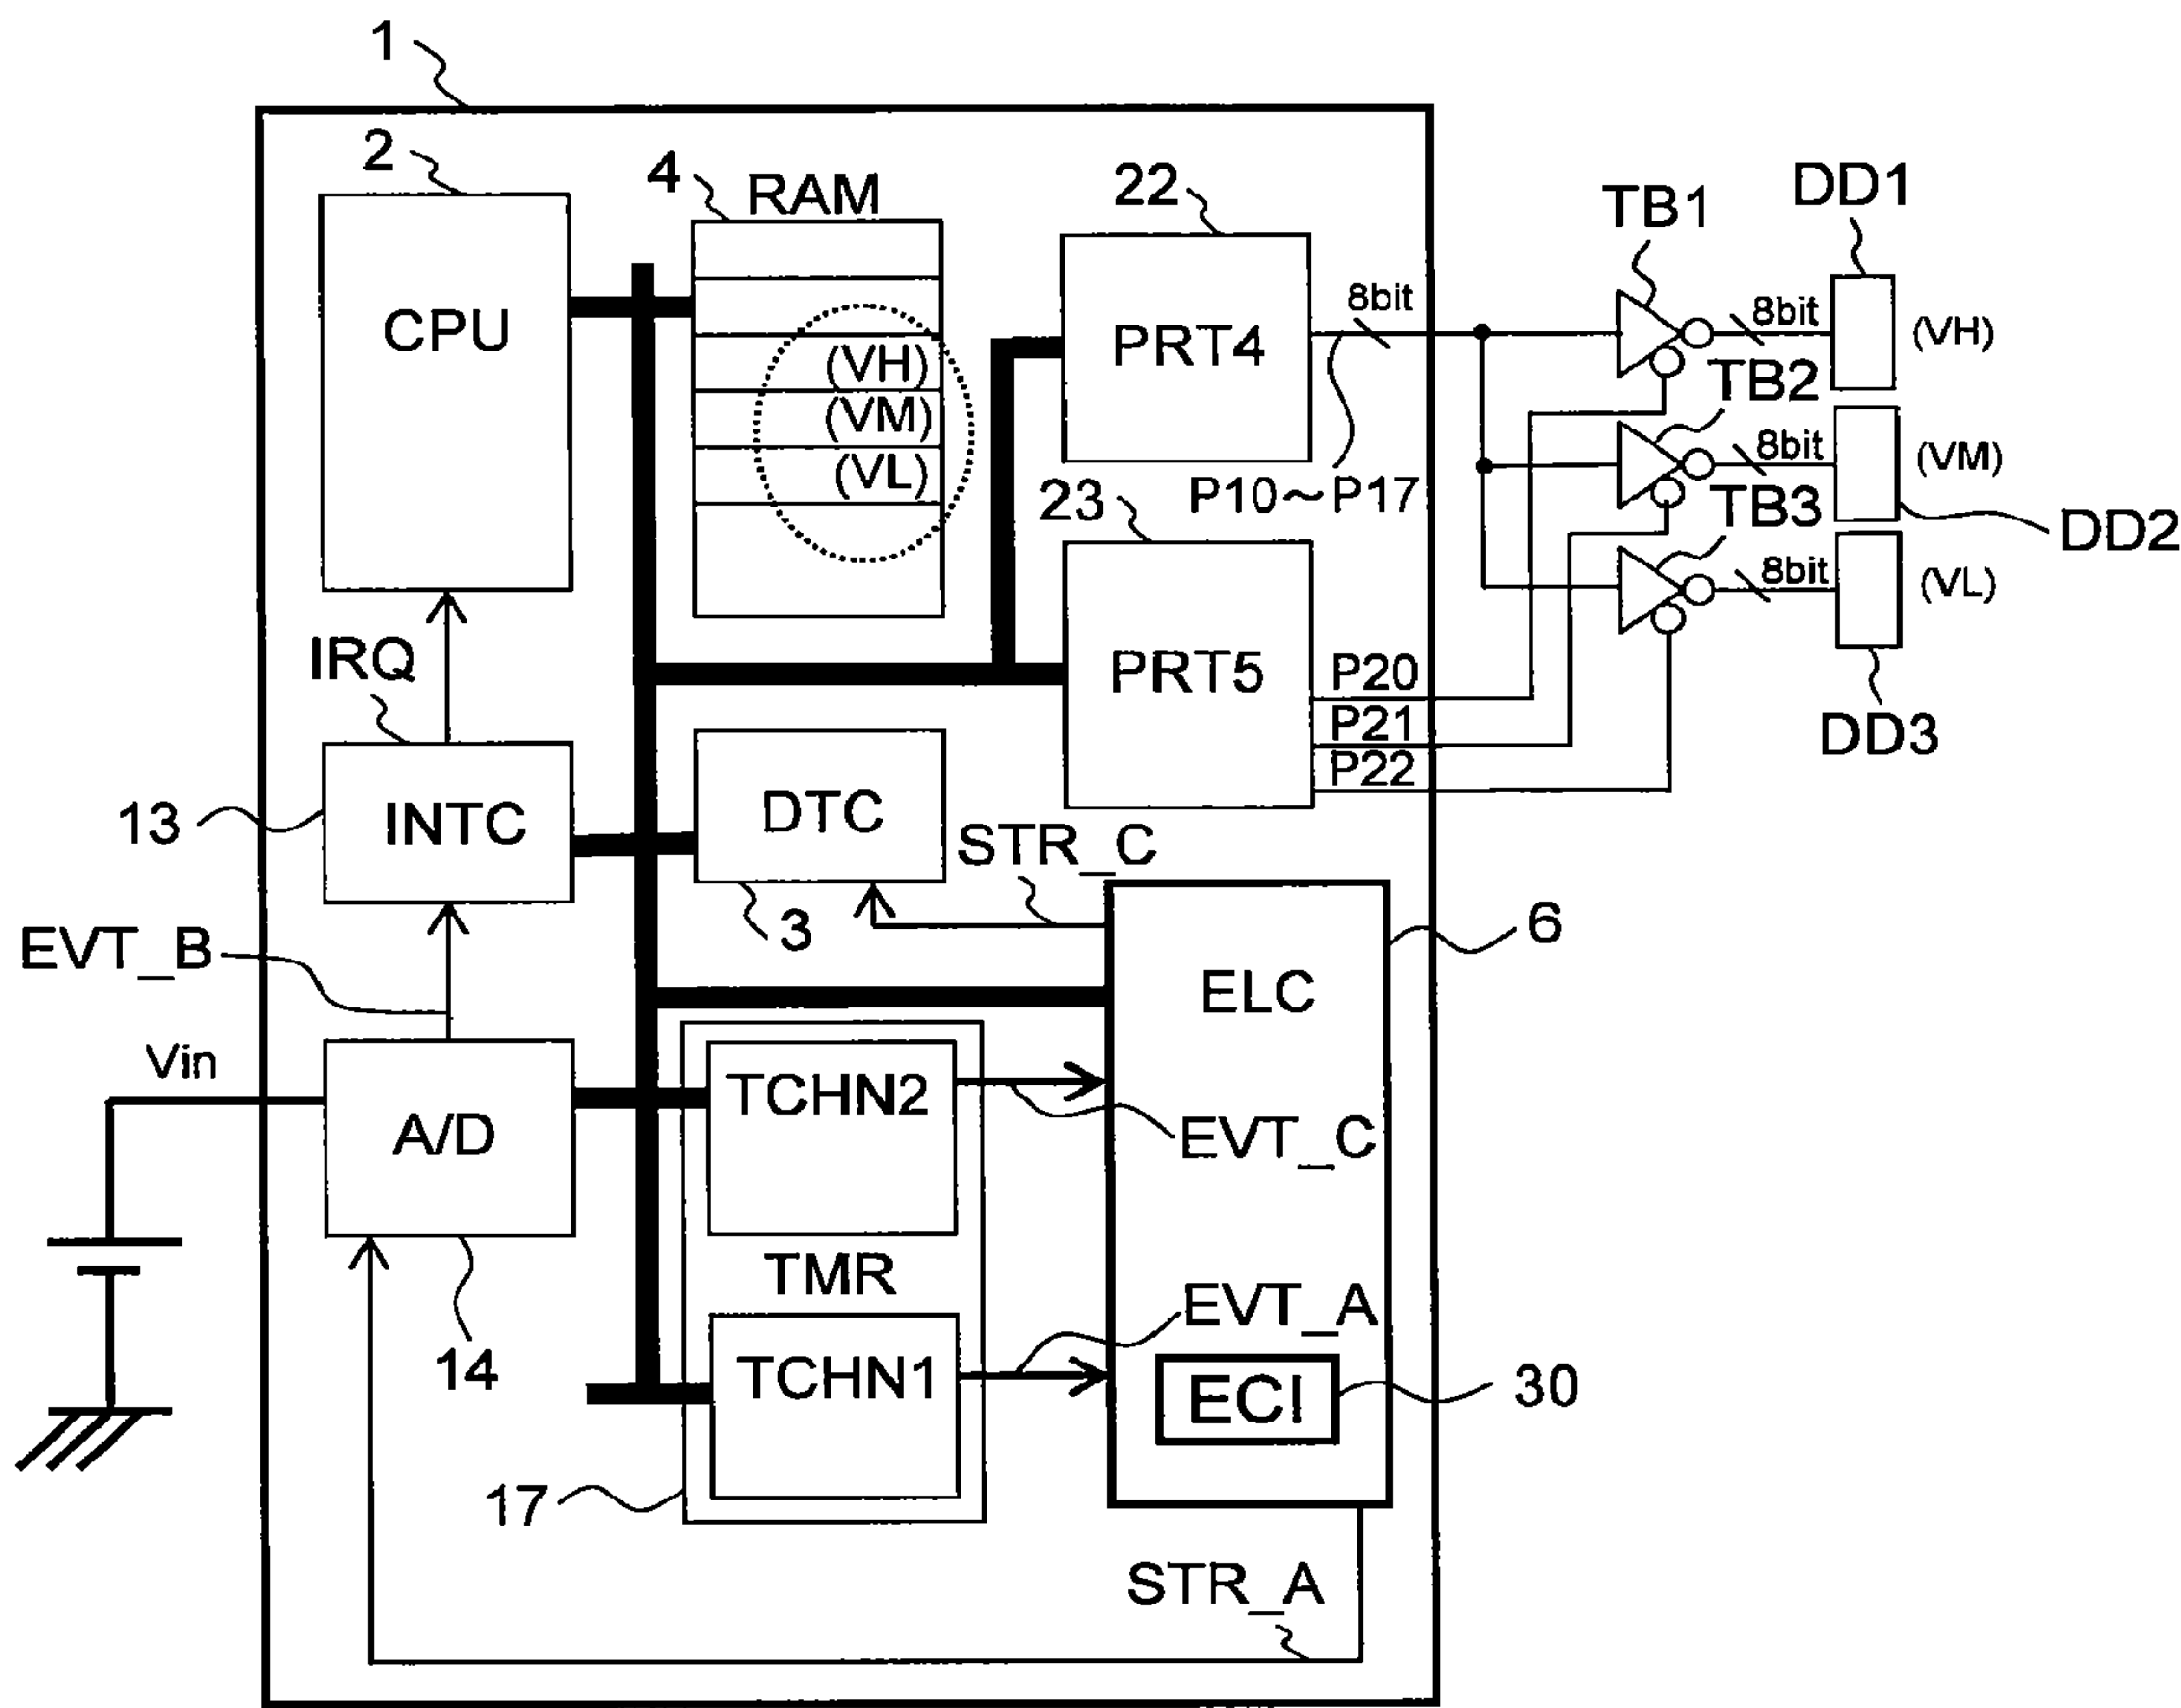 1
2
CPU
4
RAM
(VH)
(VM)
(VL)
22
PRT4
8bit
P10～P17
TB1
8bit
DD1
(VH)
TB2
8bit
(VM)
DD2
TB3
8bit
(VL)
DD3
23
PRT5
P20
P21
P22
IRQ
13
INTC
DTC
3
STR_C
6
ELC
EVT_B
Vin
A/D
14
TCHN2
EVT_C
TMR
TCHN1
EVT_A
ECI
30
17
STR_A